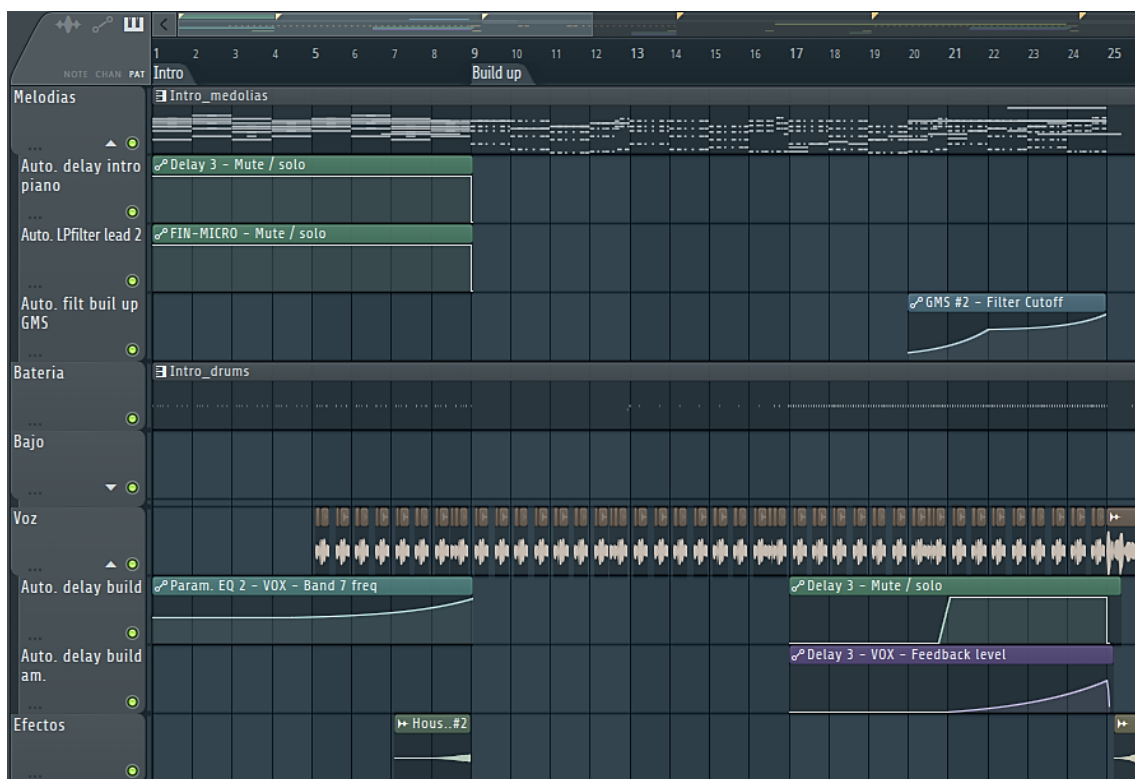 NOTE CHAN PAT
1 2 3 4 5 6 7 8 9 10 11 12 13 14 15 16 17 18 19 20 21 22 23 24 25
Intro Build up
Melodias
Intro_medolias
...
Auto. delay intro
piano
Delay 3 - Mute / solo
...
Auto. LPfilter lead 2
FIN-MICRO - Mute / solo
...
Auto. filt buil up
GMS
GMS #2 - Filter Cutoff
...
Bateria
Intro_drums
...
Bajo
...
Voz
...
Auto. delay build
Param. EQ 2 - VOX - Band 7 freq
Delay 3 - Mute / solo
...
Auto. delay build
am.
Delay 3 - VOX - Feedback level
...
Efectos
Hous..#2
...